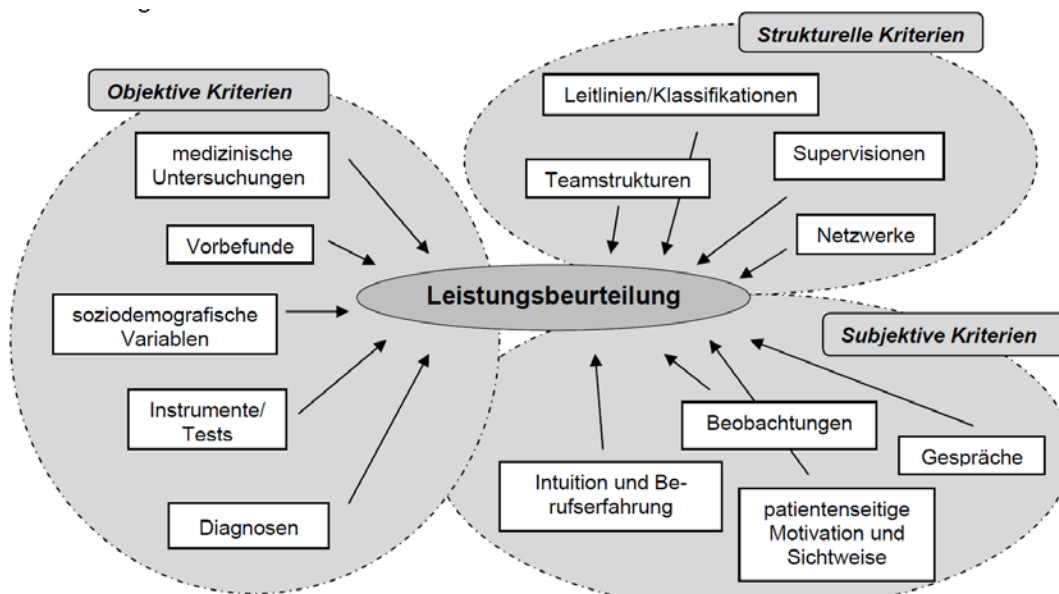 Strukturelle Kriterien
Leitlinien/Klassifikationen
Supervisionen
Teamstrukturen
Netzwerke
Objektive Kriterien
medizinische
Untersuchungen
Vorbefunde
soziodemografische
Variablen
Instrumente/
Tests
Diagnosen
Leistungsbeurteilung
Subjektive Kriterien
Beobachtungen
Gespräche
Intuition und Be-
rufserfahrung
patientenseitige
Motivation und
Sichtweise